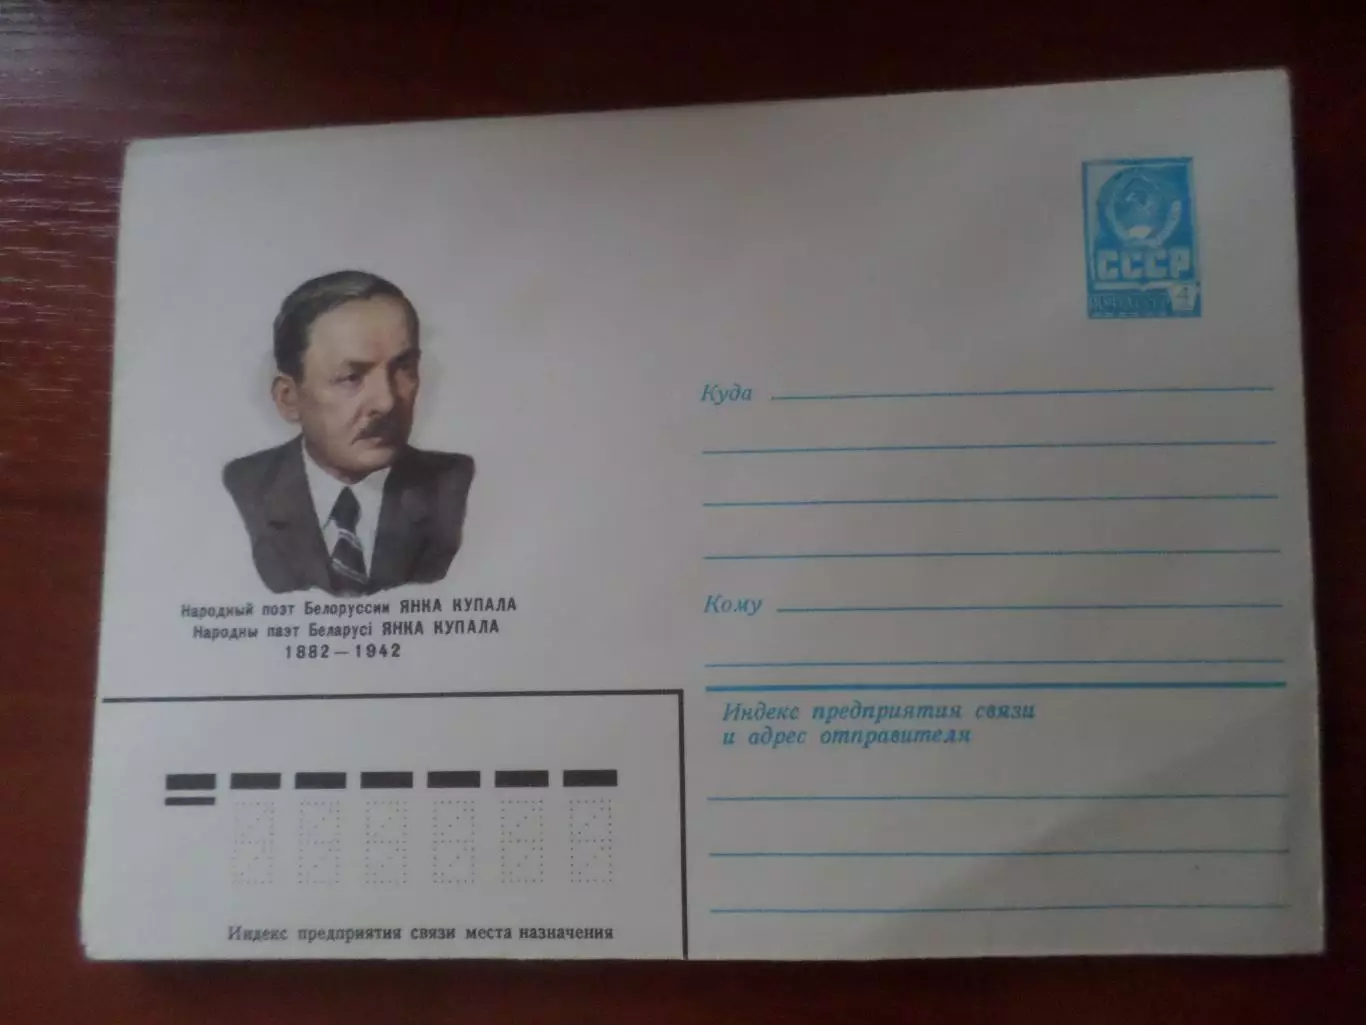 СССР
4
Куда
Народный поэт Белоруссии ЯНКА КУПАЛА
Народны паэт Беларусі ЯНКА КУПАЛА
1882—1942
Кому
Индекс предприятия связи
и адрес отправителя
Индекс предприятия связи места назначения